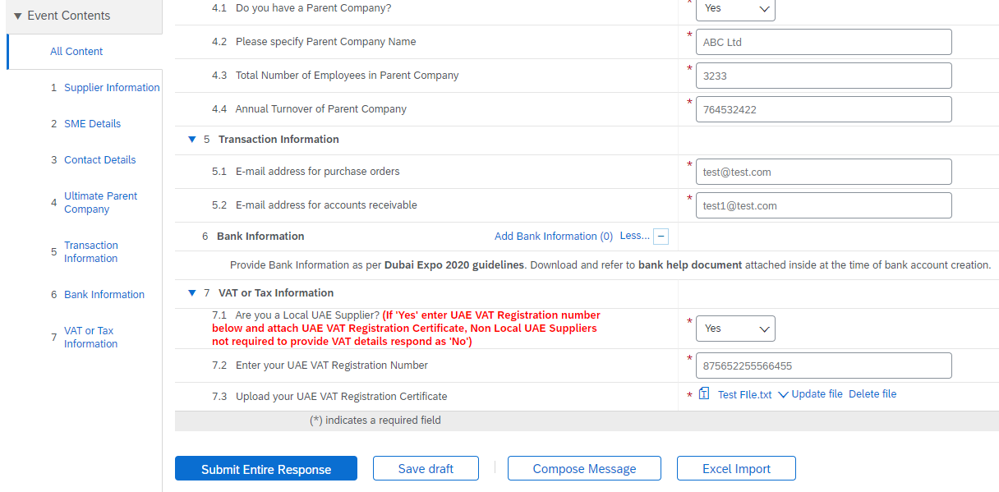 ▼ Event Contents
All Content
1 Supplier Information
2 SME Details
3 Contact Details
4 Ultimate Parent
Company
5 Transaction
Information
6 Bank Information
7 VAT or Tax
Information
4.1 Do you have a Parent Company? * Yes
4.2 Please specify Parent Company Name * ABC Ltd
4.3 Total Number of Employees in Parent Company * 3233
4.4 Annual Turnover of Parent Company * 764532422
▼ 5 Transaction Information
5.1 E-mail address for purchase orders * test@test.com
5.2 E-mail address for accounts receivable * test1@test.com
6 Bank Information Add Bank Information (0) Less... −
Provide Bank Information as per Dubai Expo 2020 guidelines. Download and refer to bank help document attached inside at the time of bank account creation.
▼ 7 VAT or Tax Information
7.1 Are you a Local UAE Supplier? (If 'Yes' enter UAE VAT Registration number
below and attach UAE VAT Registration Certificate, Non Local UAE Suppliers
not required to provide VAT details respond as 'No') * Yes
7.2 Enter your UAE VAT Registration Number * 875652255566455
7.3 Upload your UAE VAT Registration Certificate * Test FIle.txt Update file Delete file
(*) indicates a required field
Submit Entire Response Save draft Compose Message Excel Import